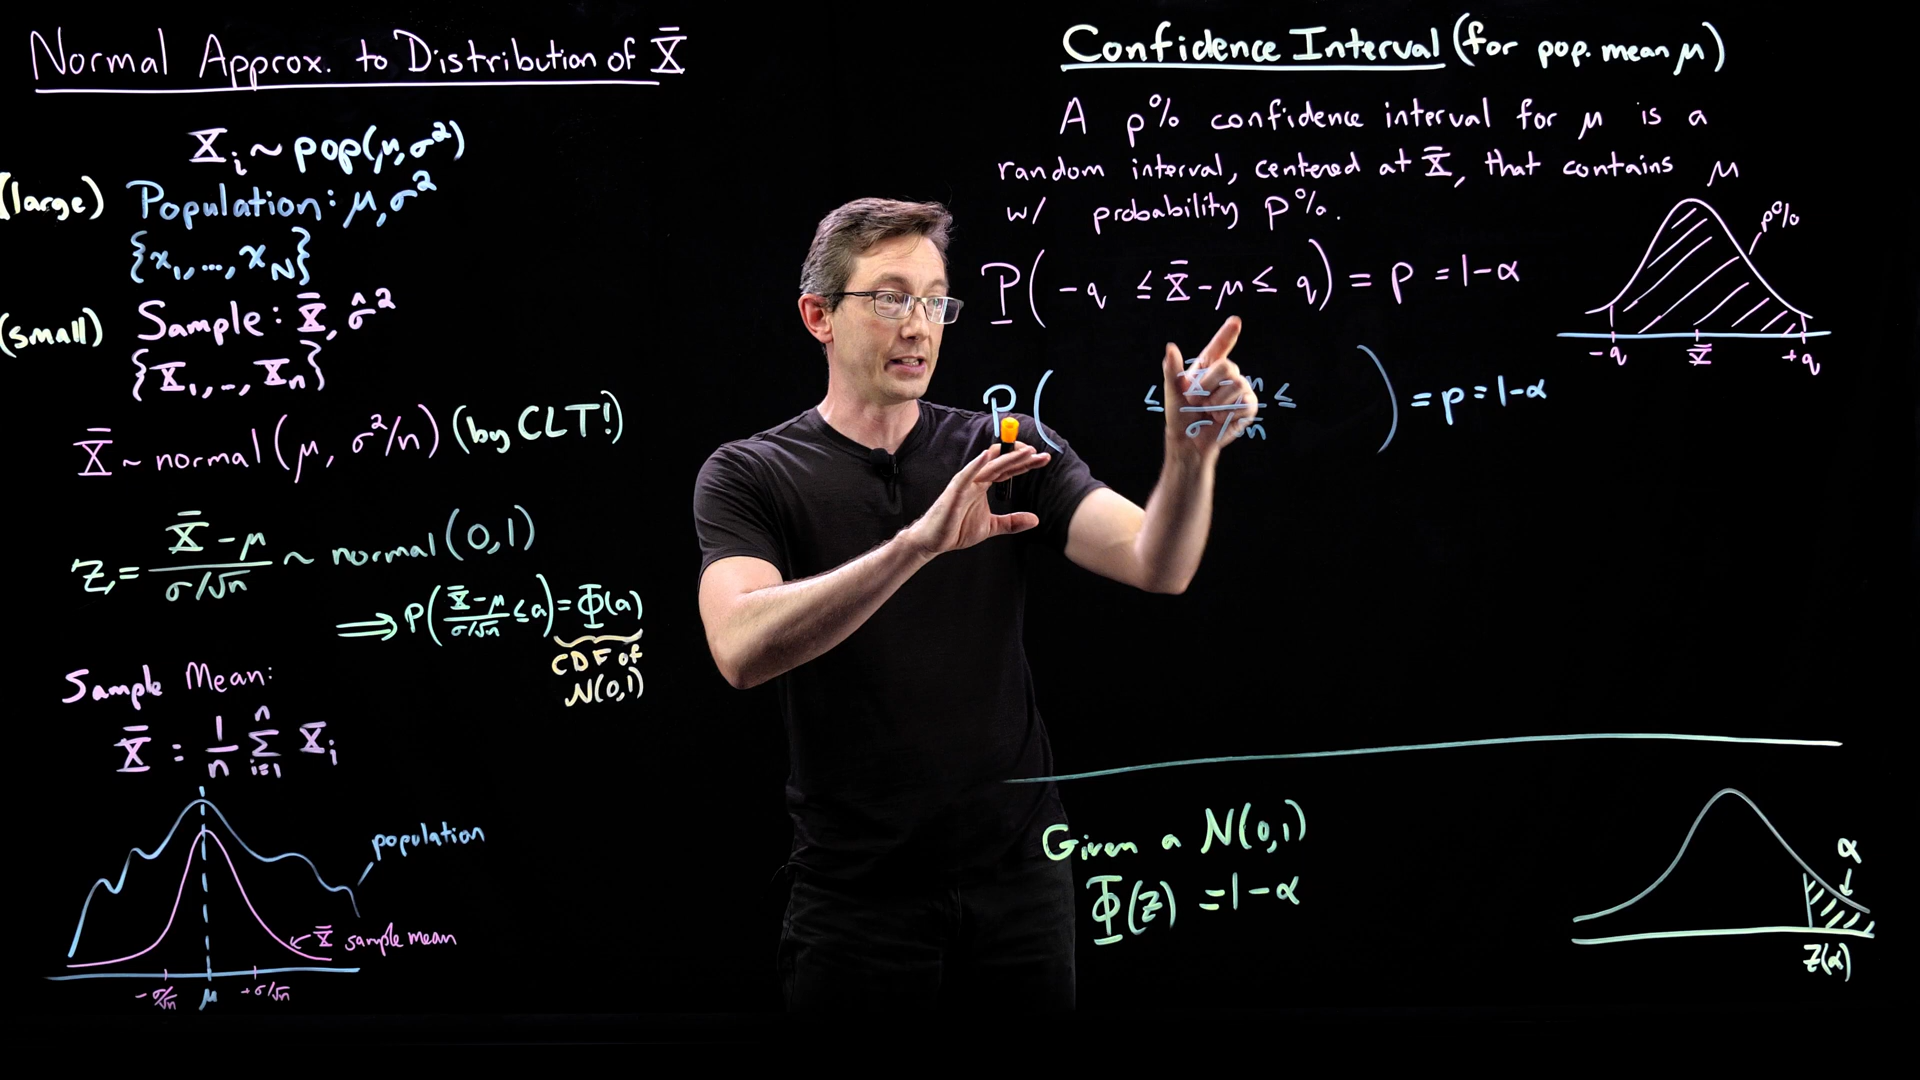 Normal Approx. to Distribution of X̄
Xᵢ ~ pop(μ, σ²)
(large) Population: μ, σ²
{x₁, ..., x_N}
(small) Sample: X̄, σ̂²
{X₁, .., Xₙ}
X̄ ~ normal(μ, σ²/n) (by CLT!)
Z = (X̄ - μ)/(σ/√n) ~ normal(0,1)
⟹ P((X̄-μ)/(σ/√n) ≤ a) = Φ(a)
CDF of
N(0,1)
Sample Mean:
X̄ = 1/n Σ_{i=1}^{n} Xᵢ
population
X̄ sample mean
-σ/√n μ +σ/√n
Confidence Interval (for pop. mean μ)
A p% confidence interval for μ is a
random interval, centered at X̄, that contains μ
w/ probability p%.
P(-q ≤ X̄ - μ ≤ q) = p = 1-α
p%
-q X̄ +q
P( ≤ (X̄ - μ)/(σ/√n) ≤ ) = p = 1-α
Given a N(0,1)
Φ(z) = 1-α
α
z(α)